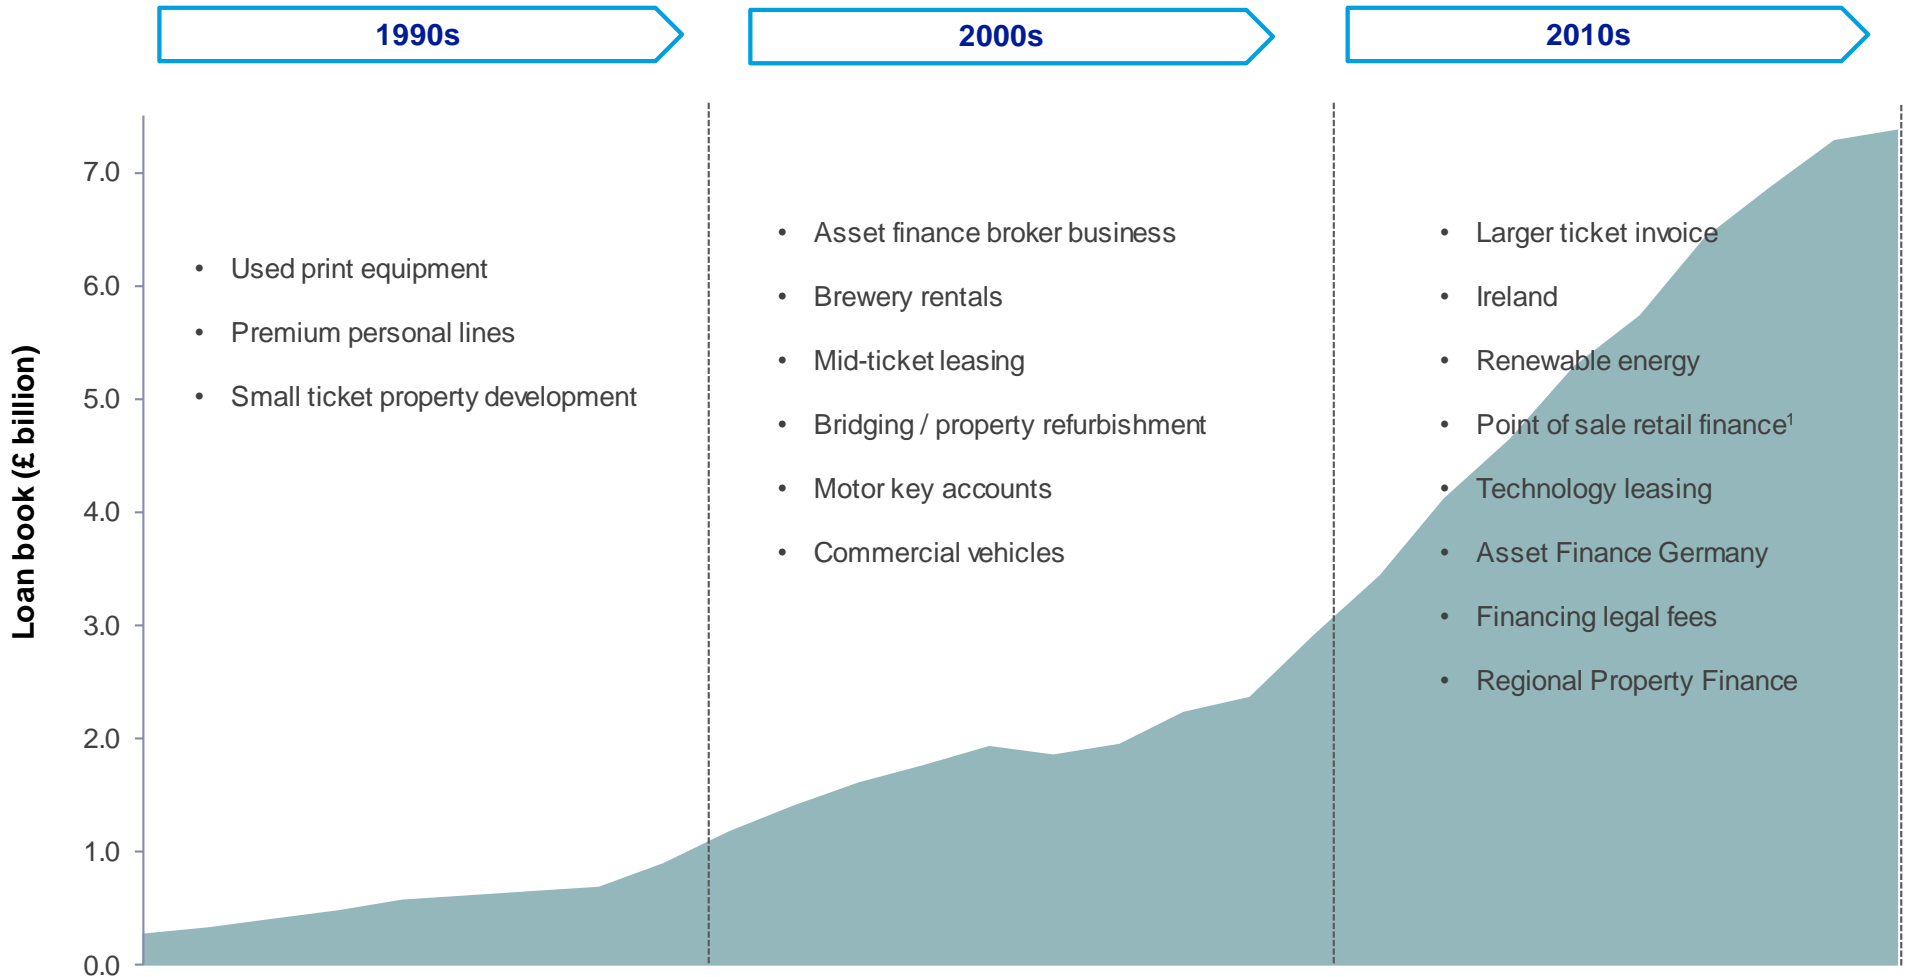 1990s
2000s
2010s
Loan book (£ billion)
7.0
6.0
5.0
4.0
3.0
2.0
1.0
0.0
• Used print equipment
• Premium personal lines
• Small ticket property development
• Asset finance broker business
• Brewery rentals
• Mid-ticket leasing
• Bridging / property refurbishment
• Motor key accounts
• Commercial vehicles
• Larger ticket invoice
• Ireland
• Renewable energy
• Point of sale retail finance¹
• Technology leasing
• Asset Finance Germany
• Financing legal fees
• Regional Property Finance